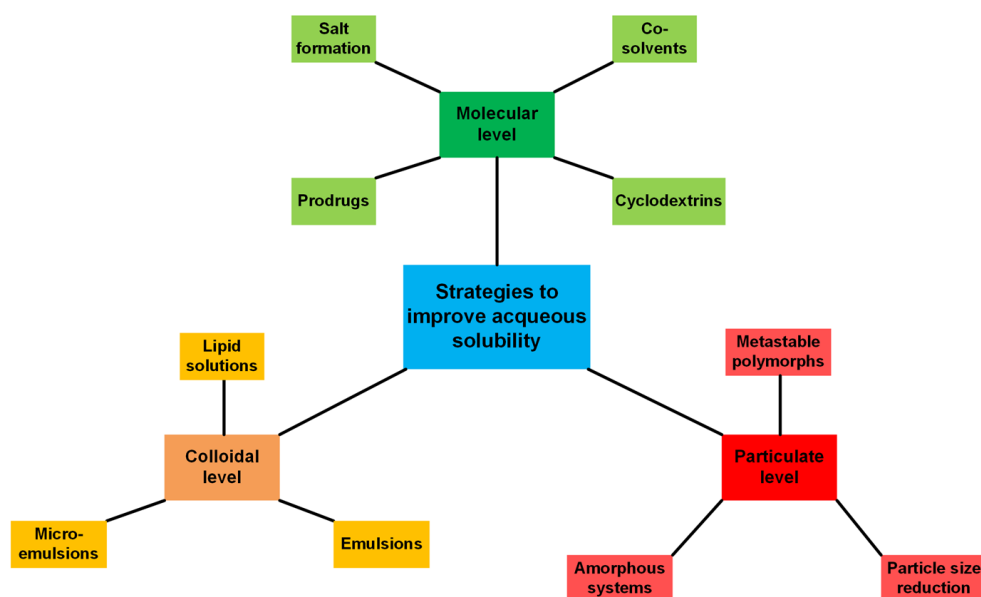 Salt
formation
Co-
solvents
Molecular
level
Prodrugs
Cyclodextrins
Strategies to
improve acqueous
solubility
Lipid
solutions
Metastable
polymorphs
Colloidal
level
Particulate
level
Micro-
emulsions
Emulsions
Amorphous
systems
Particle size
reduction